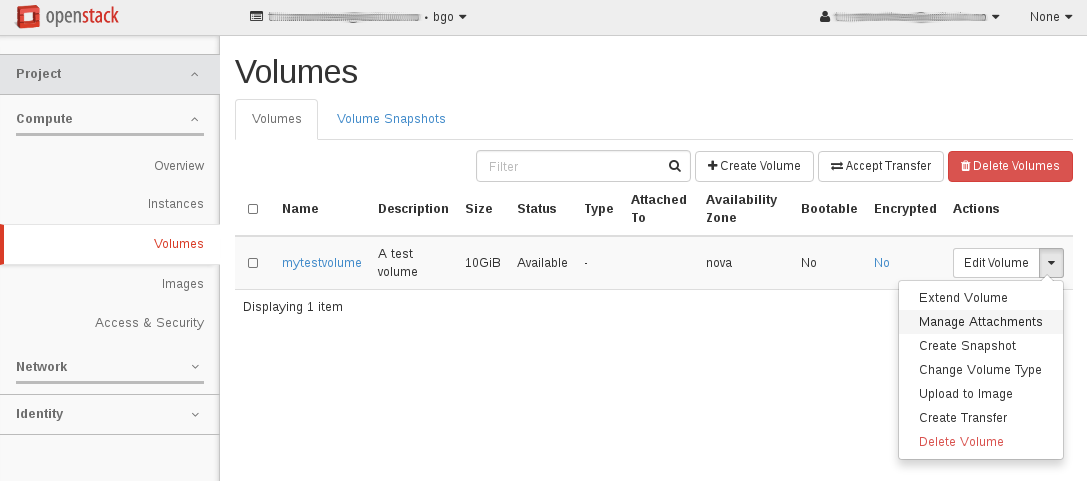 openstack
• bgo
None
Project
Compute
Overview
Instances
Volumes
Images
Access & Security
Network
Identity
Volumes
Volumes
Volume Snapshots
Filter
Create Volume
Accept Transfer
Delete Volumes
Name
Description
Size
Status
Type
Attached
To
Availability
Zone
Bootable
Encrypted
Actions
mytestvolume
A test
volume
10GiB
Available
-
nova
No
No
Edit Volume
Displaying 1 item
Extend Volume
Manage Attachments
Create Snapshot
Change Volume Type
Upload to Image
Create Transfer
Delete Volume